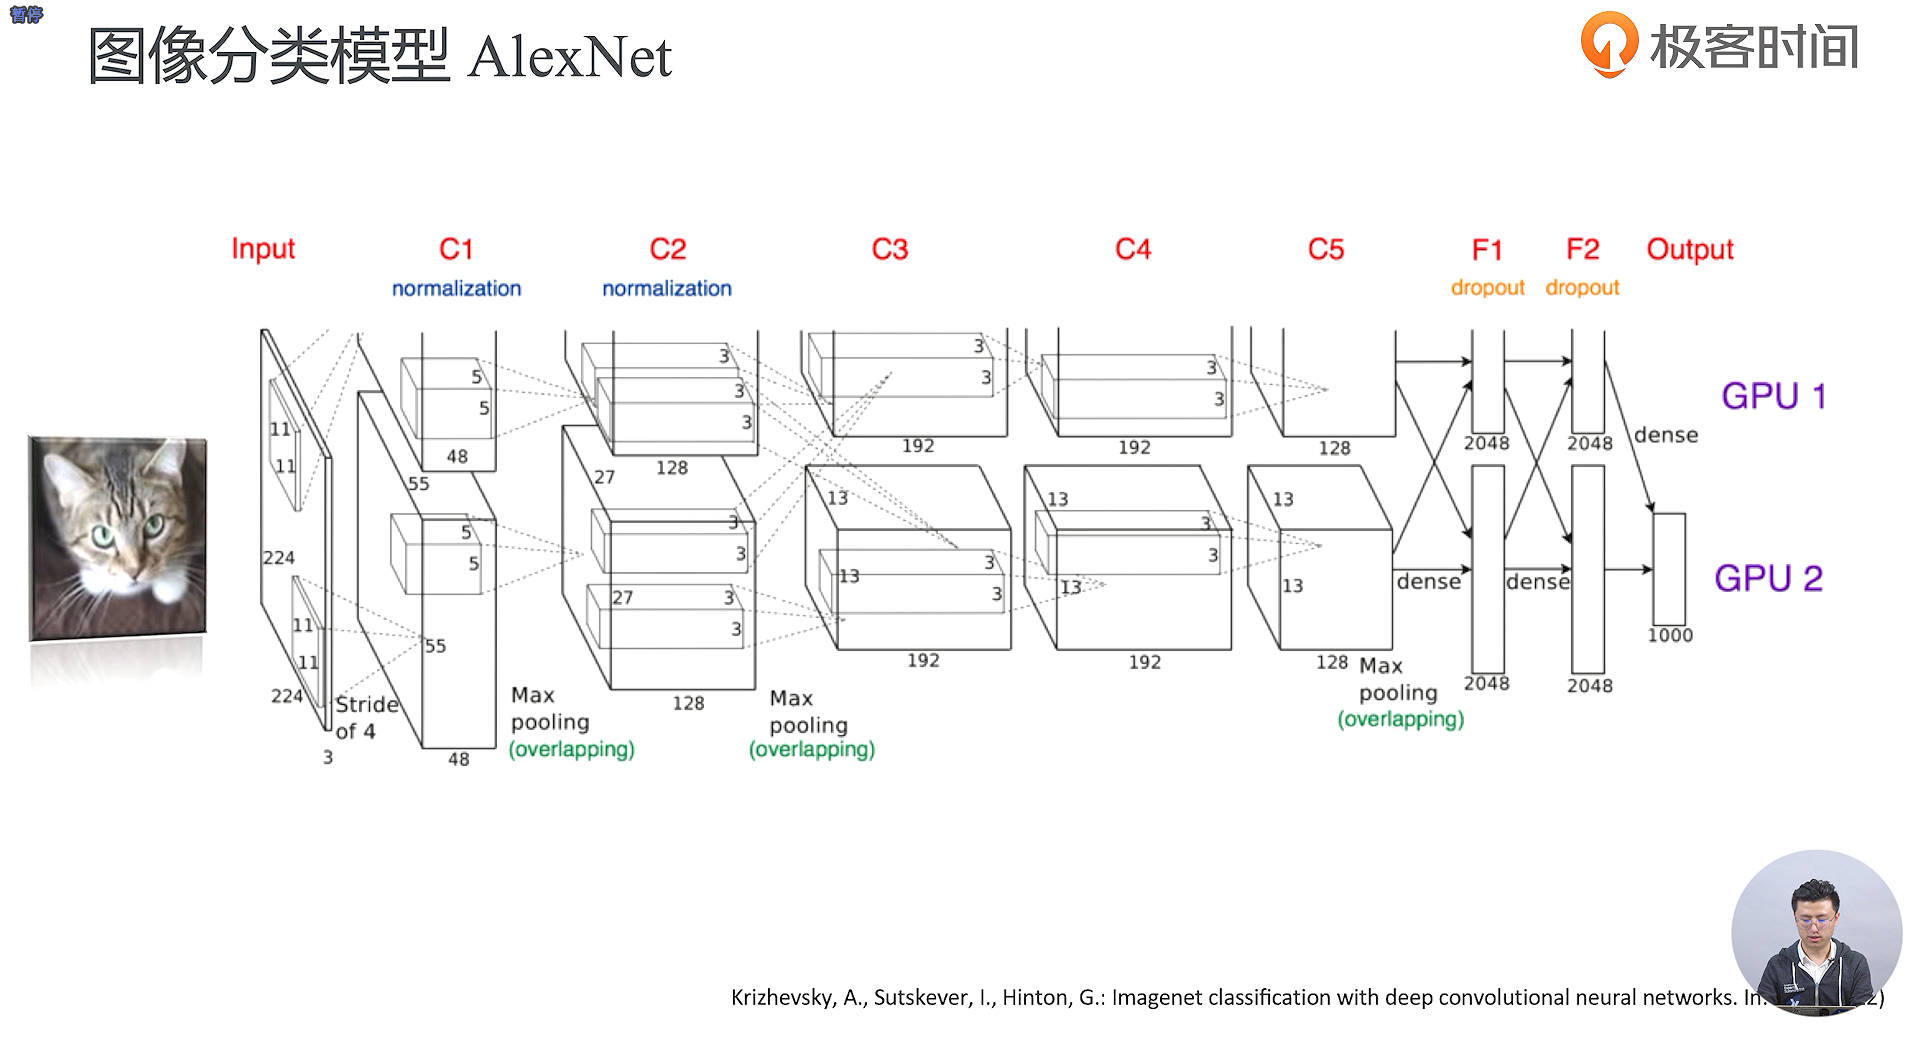 暂停
图像分类模型 AlexNet
极客时间
Input C1 C2 C3 C4 C5 F1 F2 Output
normalization normalization dropout dropout
3 3
5 3 3 3
11 5 3 3 3 GPU 1
11 48 128 192 192 128 2048 2048 dense
55 27 13 13 13
5 3 3
224 5 3 3 3
13 3 13 13 dense dense GPU 2
11 27 3 3
11 55 3
224 192 192 128 2048 2048 1000
Stride
of 4
3 48 128
Max
pooling
(overlapping)
Max
pooling
(overlapping)
Max
pooling
(overlapping)
Krizhevsky, A., Sutskever, I., Hinton, G.: Imagenet classification with deep convolutional neural networks. In: